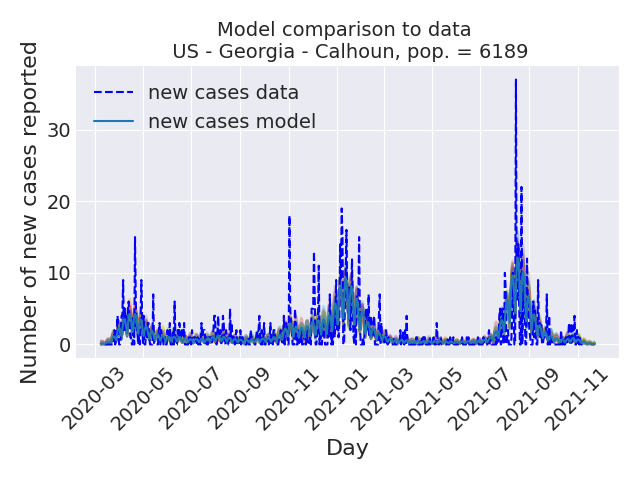 Model comparison to data
US - Georgia - Calhoun, pop. = 6189
Number of new cases reported
new cases data
new cases model
30
20
10
0
2020-03
2020-05
2020-07
2020-09
2020-11
2021-01
2021-03
2021-05
2021-07
2021-09
2021-11
Day